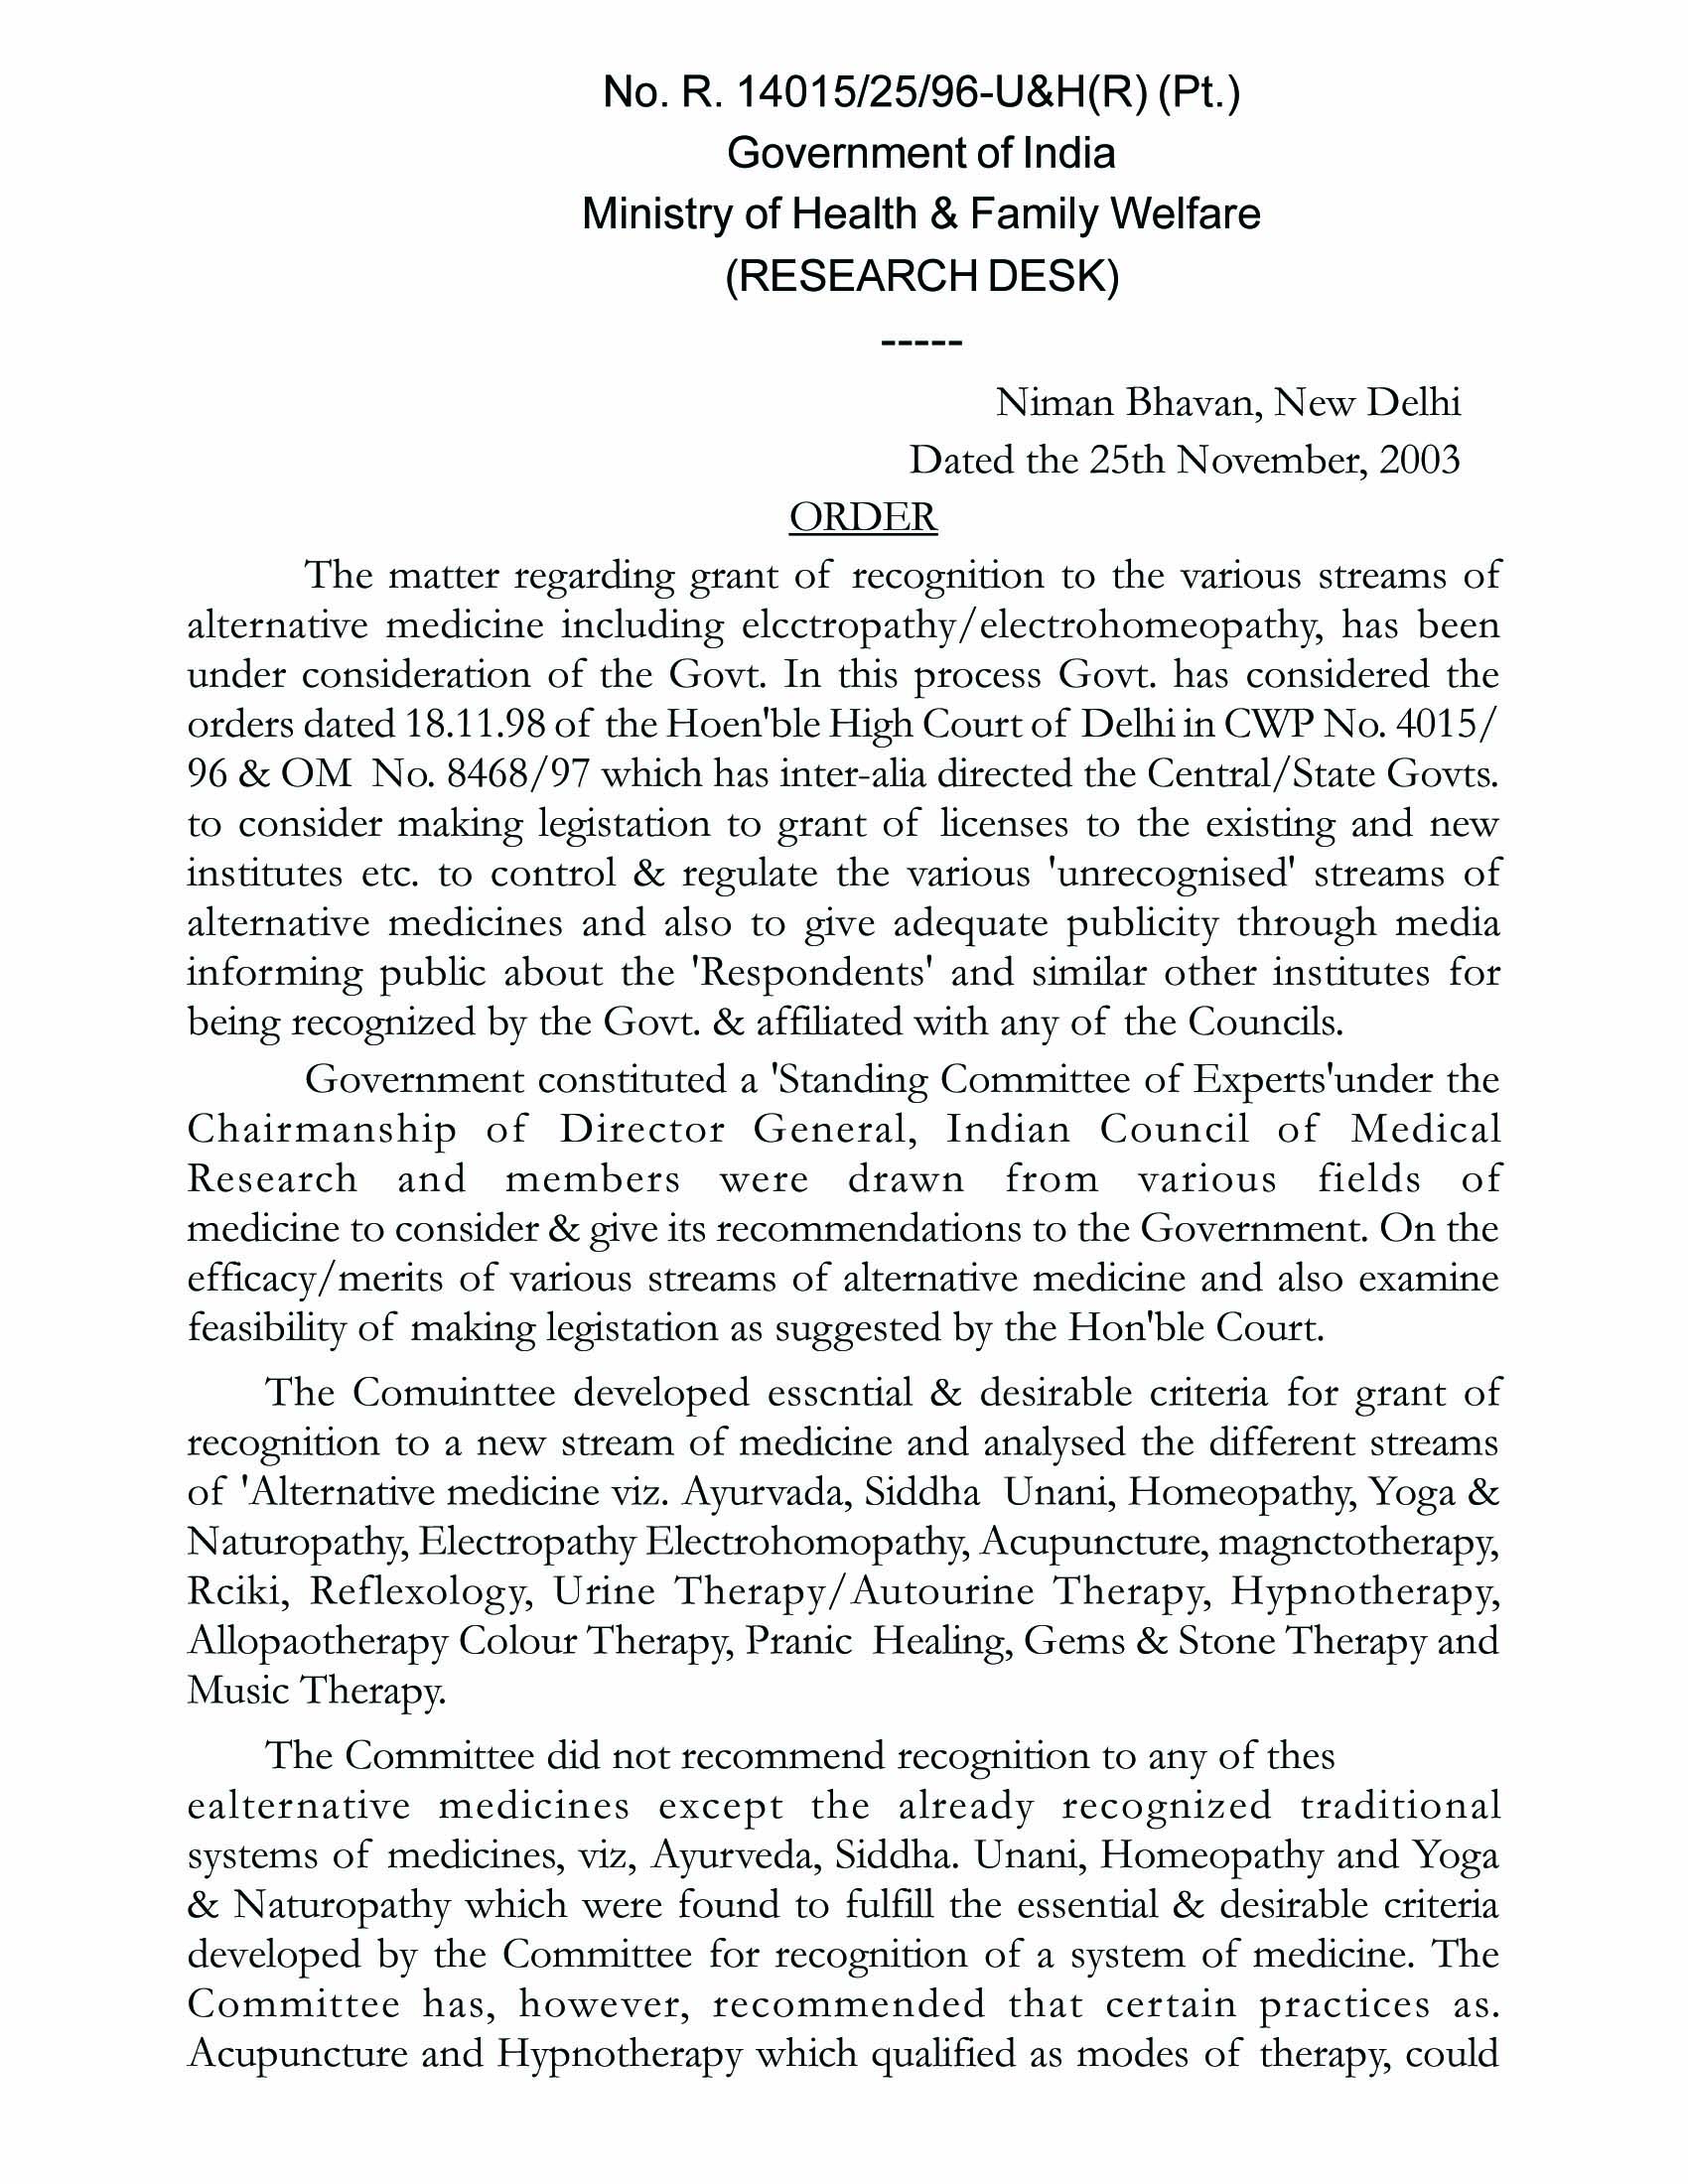 No. R. 14015/25/96-U&H(R) (Pt.)
Government of India
Ministry of Health & Family Welfare
(RESEARCH DESK)
-----
Niman Bhavan, New Delhi
Dated the 25th November, 2003
ORDER
The matter regarding grant of recognition to the various streams of
alternative medicine including elcctropathy/electrohomeopathy, has been
under consideration of the Govt. In this process Govt. has considered the
orders dated 18.11.98 of the Hoen'ble High Court of Delhi in CWP No. 4015/
96 & OM No. 8468/97 which has inter-alia directed the Central/State Govts.
to consider making legistation to grant of licenses to the existing and new
institutes etc. to control & regulate the various 'unrecognised' streams of
alternative medicines and also to give adequate publicity through media
informing public about the 'Respondents' and similar other institutes for
being recognized by the Govt. & affiliated with any of the Councils.
Government constituted a 'Standing Committee of Experts'under the
Chairmanship of Director General, Indian Council of Medical
Research and members were drawn from various fields of
medicine to consider & give its recommendations to the Government. On the
efficacy/merits of various streams of alternative medicine and also examine
feasibility of making legistation as suggested by the Hon'ble Court.
The Comuinttee developed esscntial & desirable criteria for grant of
recognition to a new stream of medicine and analysed the different streams
of 'Alternative medicine viz. Ayurvada, Siddha Unani, Homeopathy, Yoga &
Naturopathy, Electropathy Electrohomopathy, Acupuncture, magnctotherapy,
Rciki, Reflexology, Urine Therapy/Autourine Therapy, Hypnotherapy,
Allopaotherapy Colour Therapy, Pranic Healing, Gems & Stone Therapy and
Music Therapy.
The Committee did not recommend recognition to any of thes
ealternative medicines except the already recognized traditional
systems of medicines, viz, Ayurveda, Siddha. Unani, Homeopathy and Yoga
& Naturopathy which were found to fulfill the essential & desirable criteria
developed by the Committee for recognition of a system of medicine. The
Committee has, however, recommended that certain practices as.
Acupuncture and Hypnotherapy which qualified as modes of therapy, could